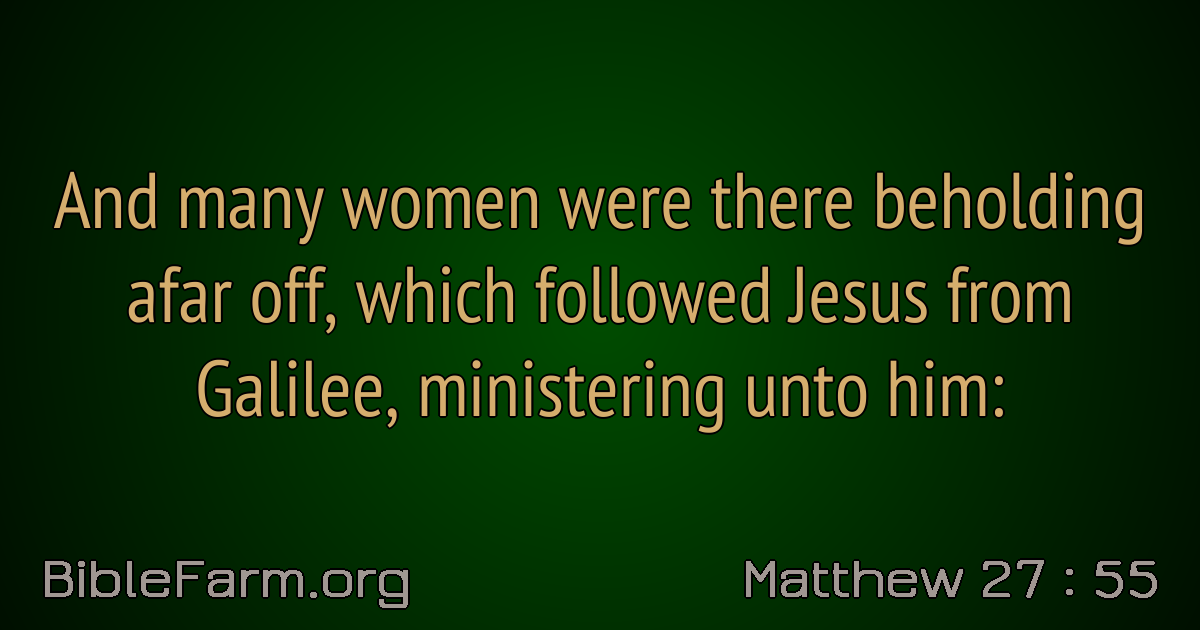 And many women were there beholding
afar off, which followed Jesus from
Galilee, ministering unto him:
BibleFarm.org
Matthew 27 : 55